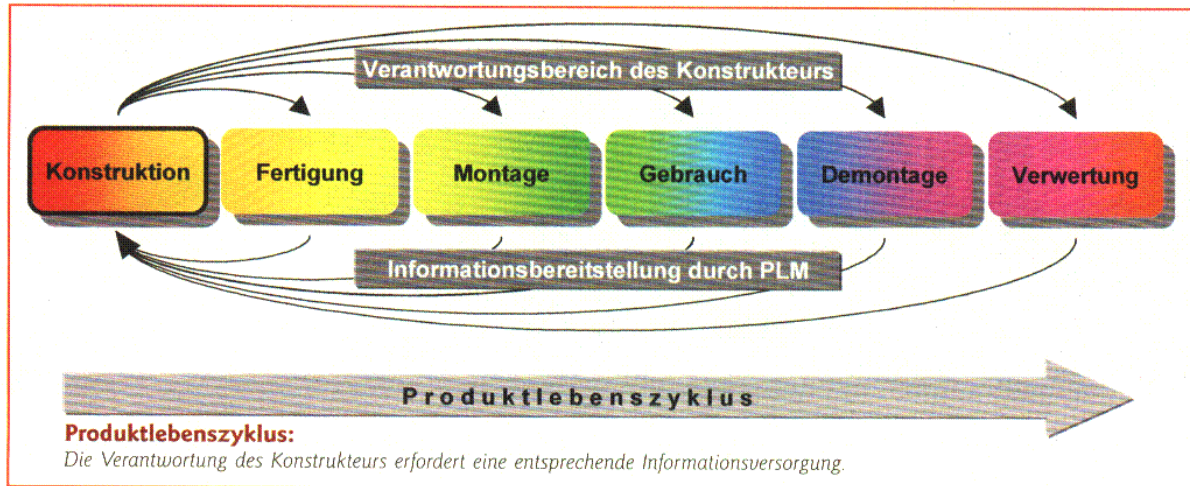 Verantwortungsbereich des Konstrukteurs
Konstruktion
Fertigung
Montage
Gebrauch
Demontage
Verwertung
Informationsbereitstellung durch PLM
Produktlebenszyklus
Produktlebenszyklus:
Die Verantwortung des Konstrukteurs erfordert eine entsprechende Informationsversorgung.